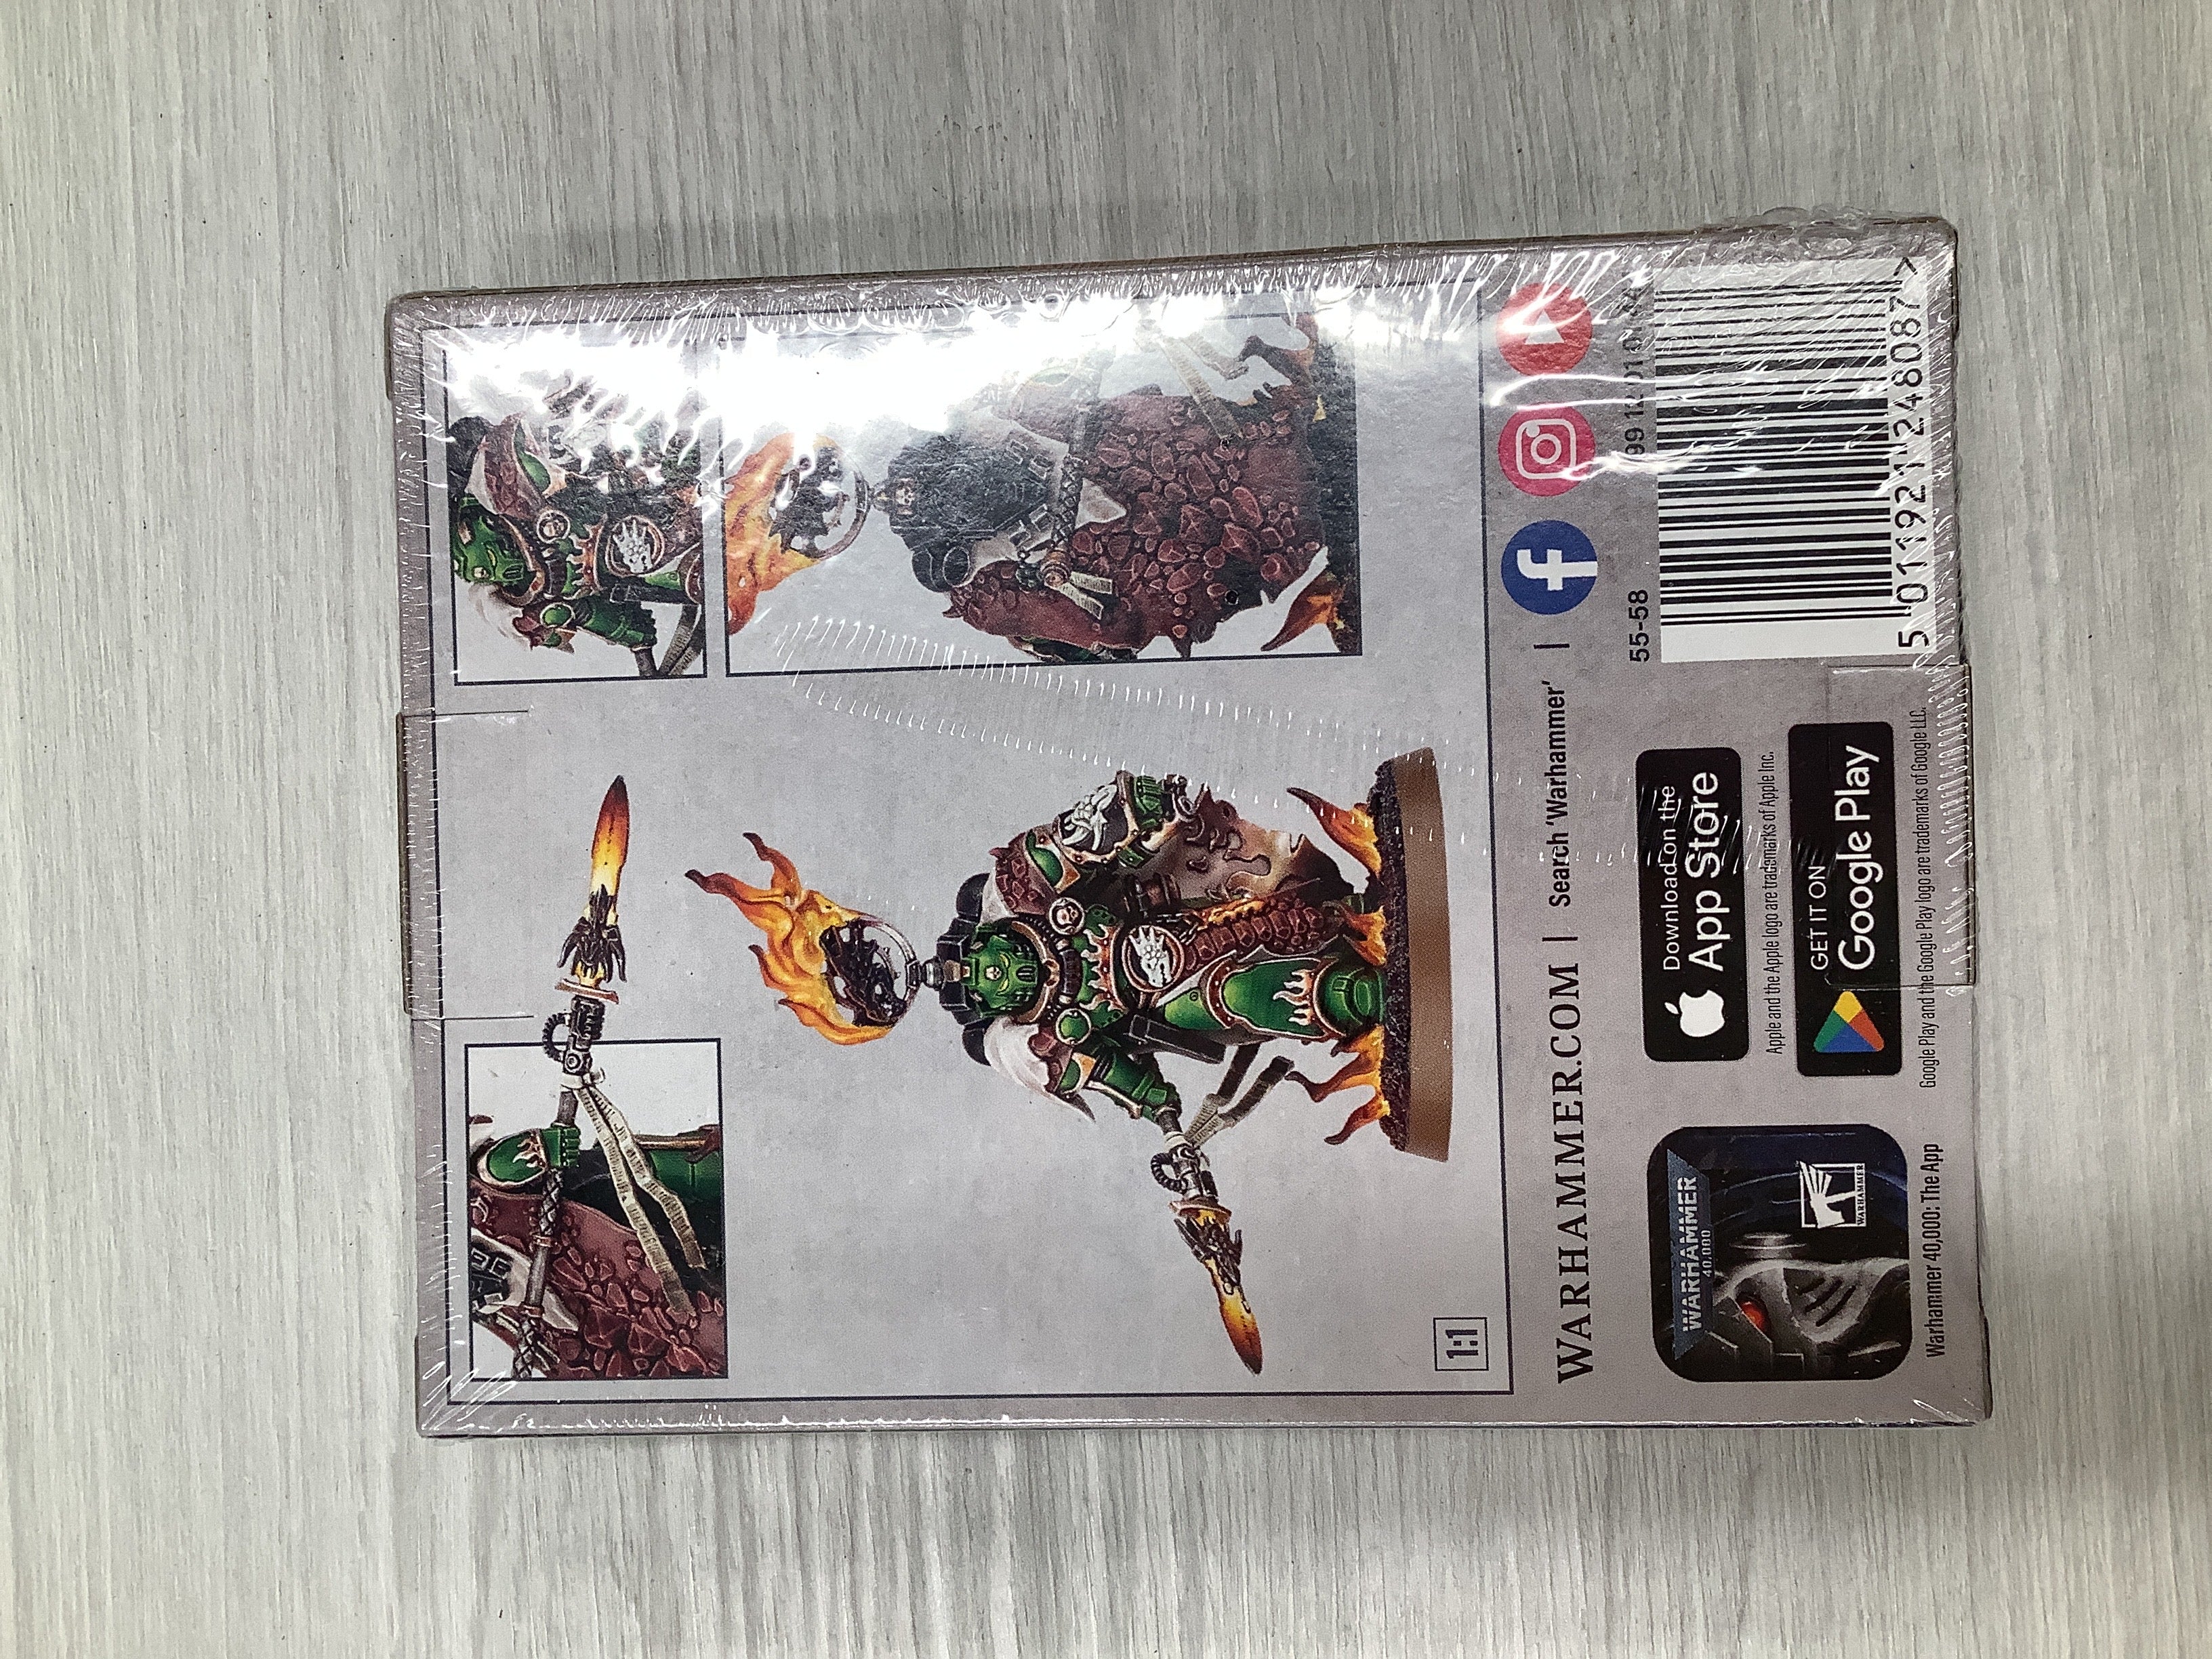 1:1
WARHAMMER.COM | Search 'Warhammer' |
WARHAMMER
40,000
WARHAMMER
Warhammer 40,000: The App
Download on the
App Store
Apple and the Apple logo are trademarks of Apple Inc.
GET IT ON
Google Play
Google Play and the Google Play logo are trademarks of Google LLC.
55-58
5 011921 248087 >